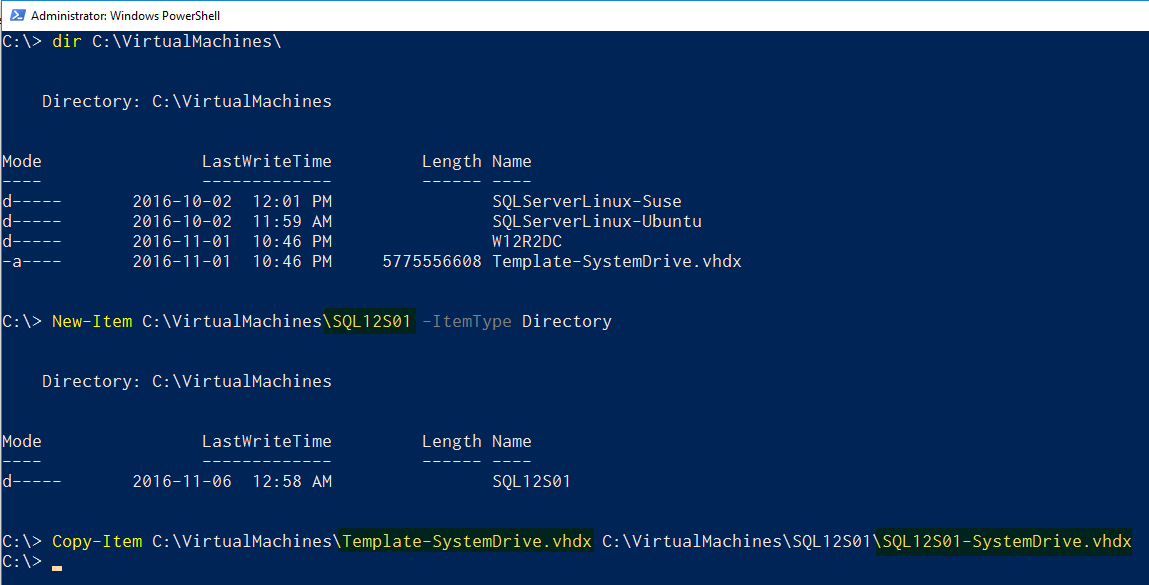 Administrator: Windows PowerShell
C:\> dir C:\VirtualMachines\
Directory: C:\VirtualMachines
Mode LastWriteTime Length Name
---- ------------- ------ ----
d----- 2016-10-02 12:01 PM SQLServerLinux-Suse
d----- 2016-10-02 11:59 AM SQLServerLinux-Ubuntu
d----- 2016-11-01 10:46 PM W12R2DC
-a---- 2016-11-01 10:46 PM 5775556608 Template-SystemDrive.vhdx
C:\> New-Item C:\VirtualMachines\SQL12S01 -ItemType Directory
Directory: C:\VirtualMachines
Mode LastWriteTime Length Name
---- ------------- ------ ----
d----- 2016-11-06 12:58 AM SQL12S01
C:\> Copy-Item C:\VirtualMachines\Template-SystemDrive.vhdx C:\VirtualMachines\SQL12S01\SQL12S01-SystemDrive.vhdx
C:\>